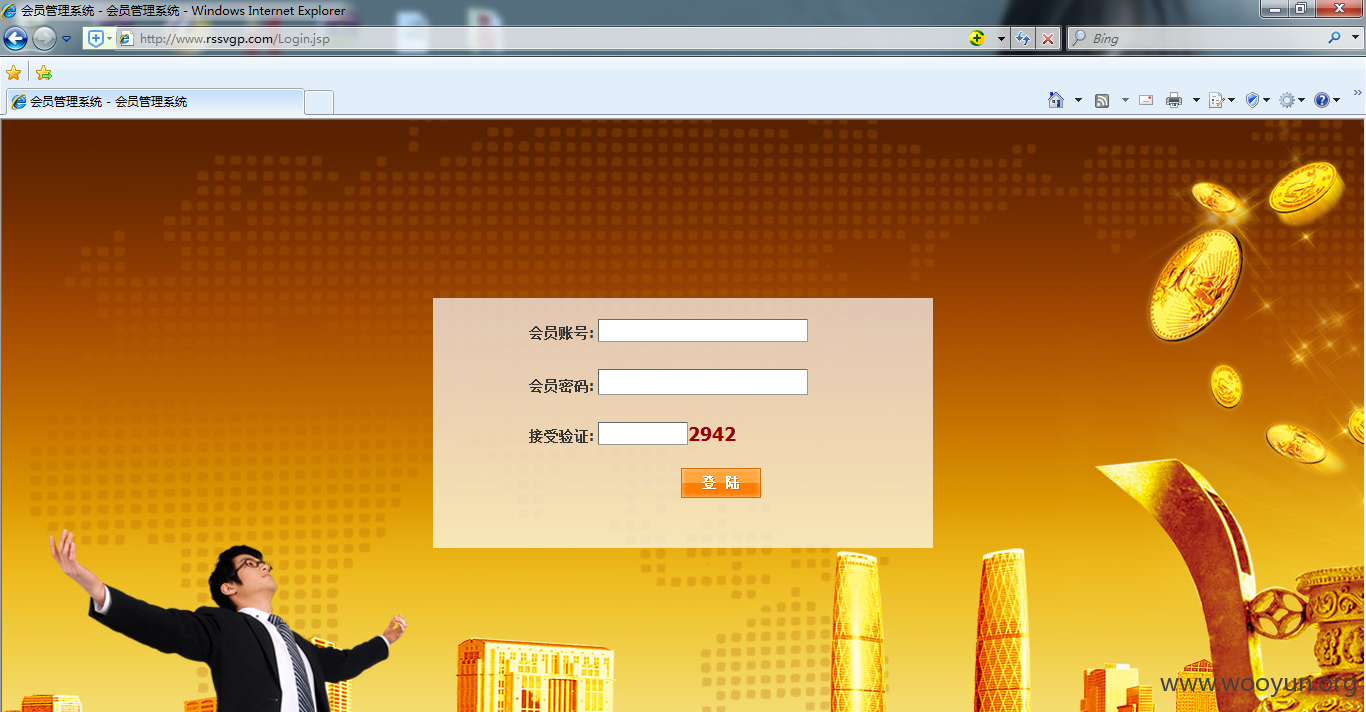 会员管理系统 - 会员管理系统 - Windows Internet Explorer
http://www.rssvgp.com/Login.jsp
Bing
会员管理系统 - 会员管理系统
会员账号:
会员密码:
接受验证: 2942
登 陆
www.wooyun.org